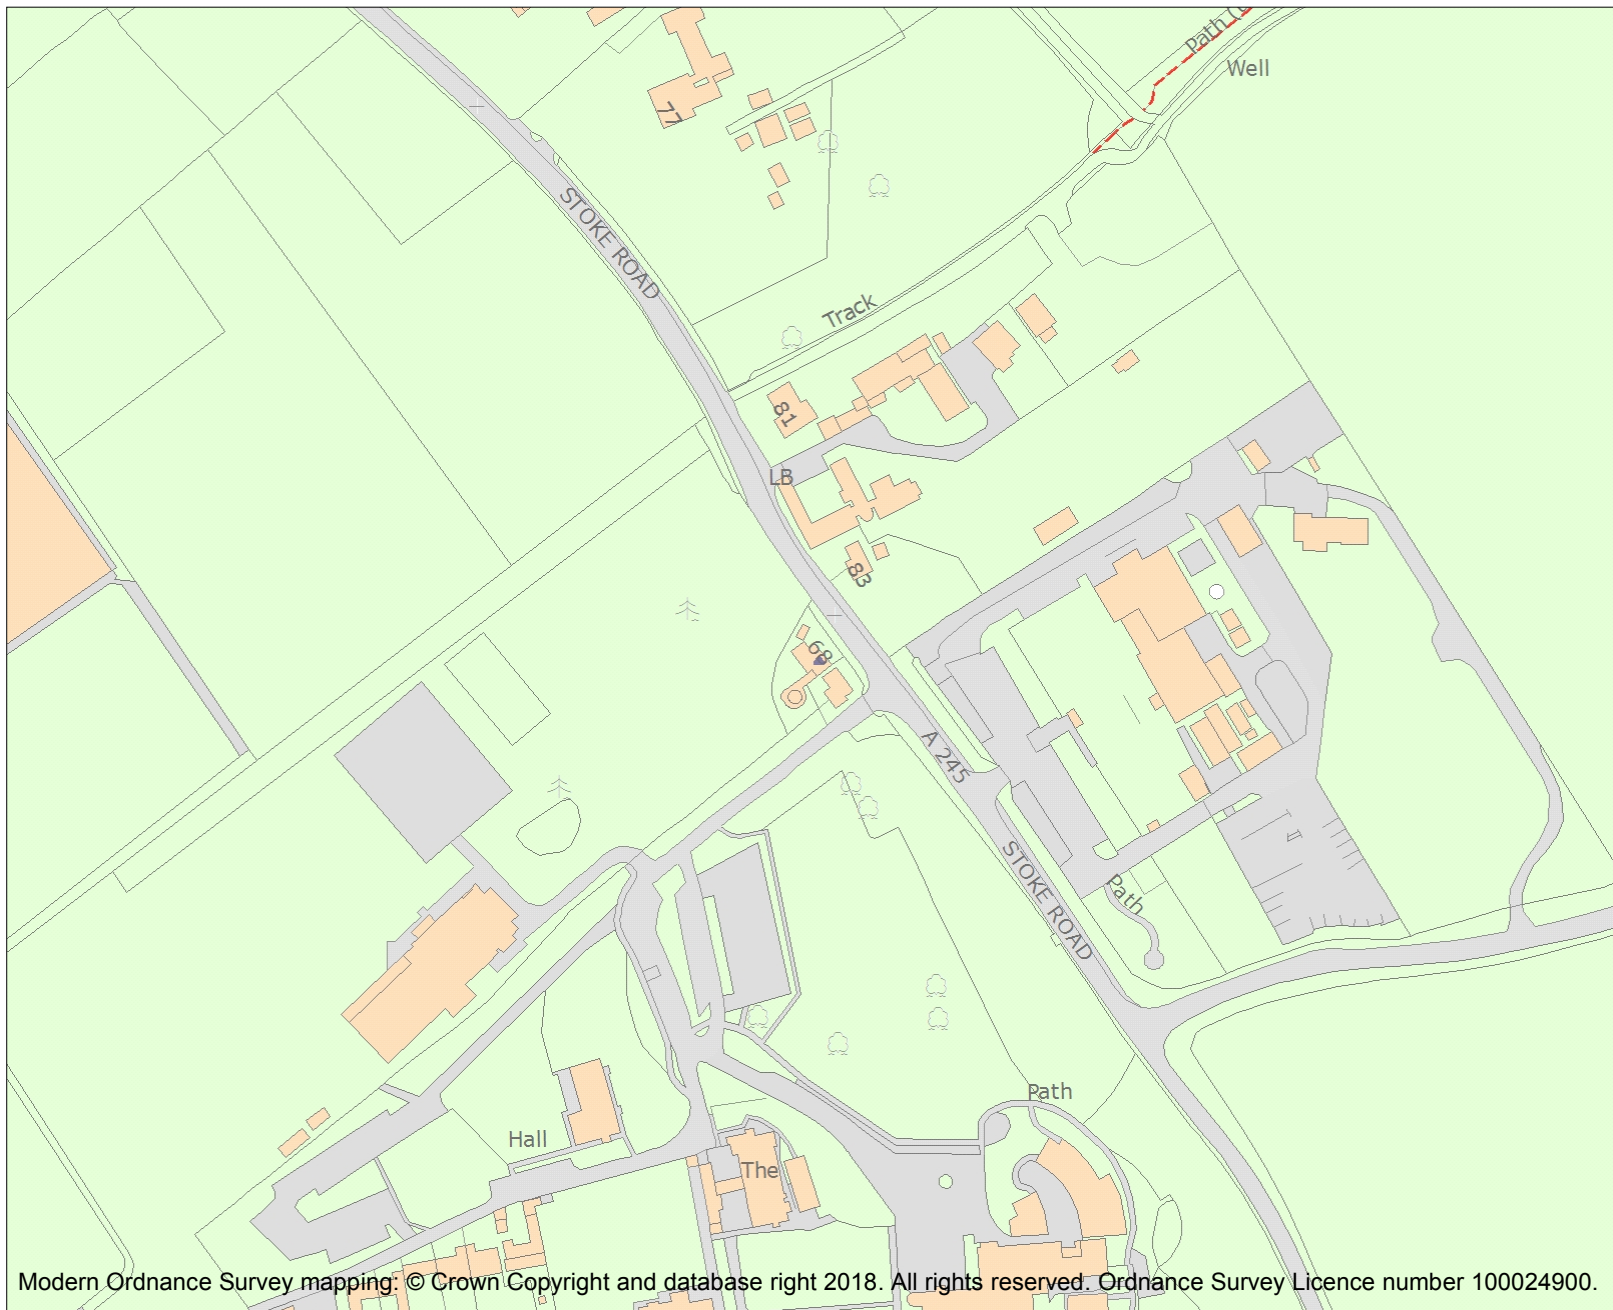 Path (
Well
77
STOKE ROAD
Track
81
LB
83
68
A 245
STOKE ROAD
Path
Path
Hall
The
Modern Ordnance Survey mapping: © Crown Copyright and database right 2018. All rights reserved. Ordnance Survey Licence number 100024900.